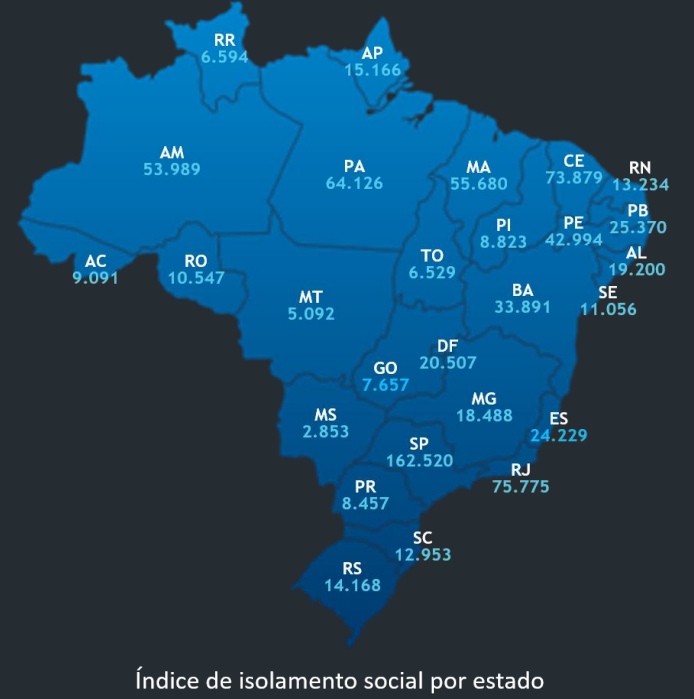 RR
6.594
AP
15.166
AM
53.989
PA
64.126
MA
55.680
CE
73.879
RN
13.234
PI
8.823
PE
42.994
PB
25.370
AC
9.091
RO
10.547
TO
6.529
AL
19.200
MT
5.092
BA
33.891
SE
11.056
DF
20.507
GO
7.657
MG
18.488
MS
2.853
ES
24.229
SP
162.520
RJ
75.775
PR
8.457
SC
12.953
RS
14.168
Índice de isolamento social por estado